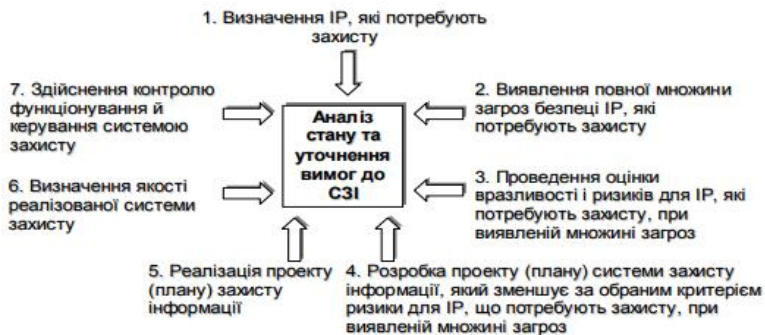 1. Визначення ІР, які потребують
захисту
7. Здійснення контролю
функціонування й
керування системою
захисту
Аналіз
стану та
уточнення
вимог до
СЗІ
2. Виявлення повної множини
загроз безпеці ІР, які
потребують захисту
6. Визначення якості
реалізованої системи
захисту
3. Проведення оцінки
вразливості і ризиків для ІР, які
потребують захисту, при
виявленій множині загроз
5. Реалізація проекту
(плану) захисту
інформації
4. Розробка проекту (плану) системи захисту
інформації, який зменшує за обраним критерієм
ризики для ІР, що потребують захисту, при
виявленій множині загроз